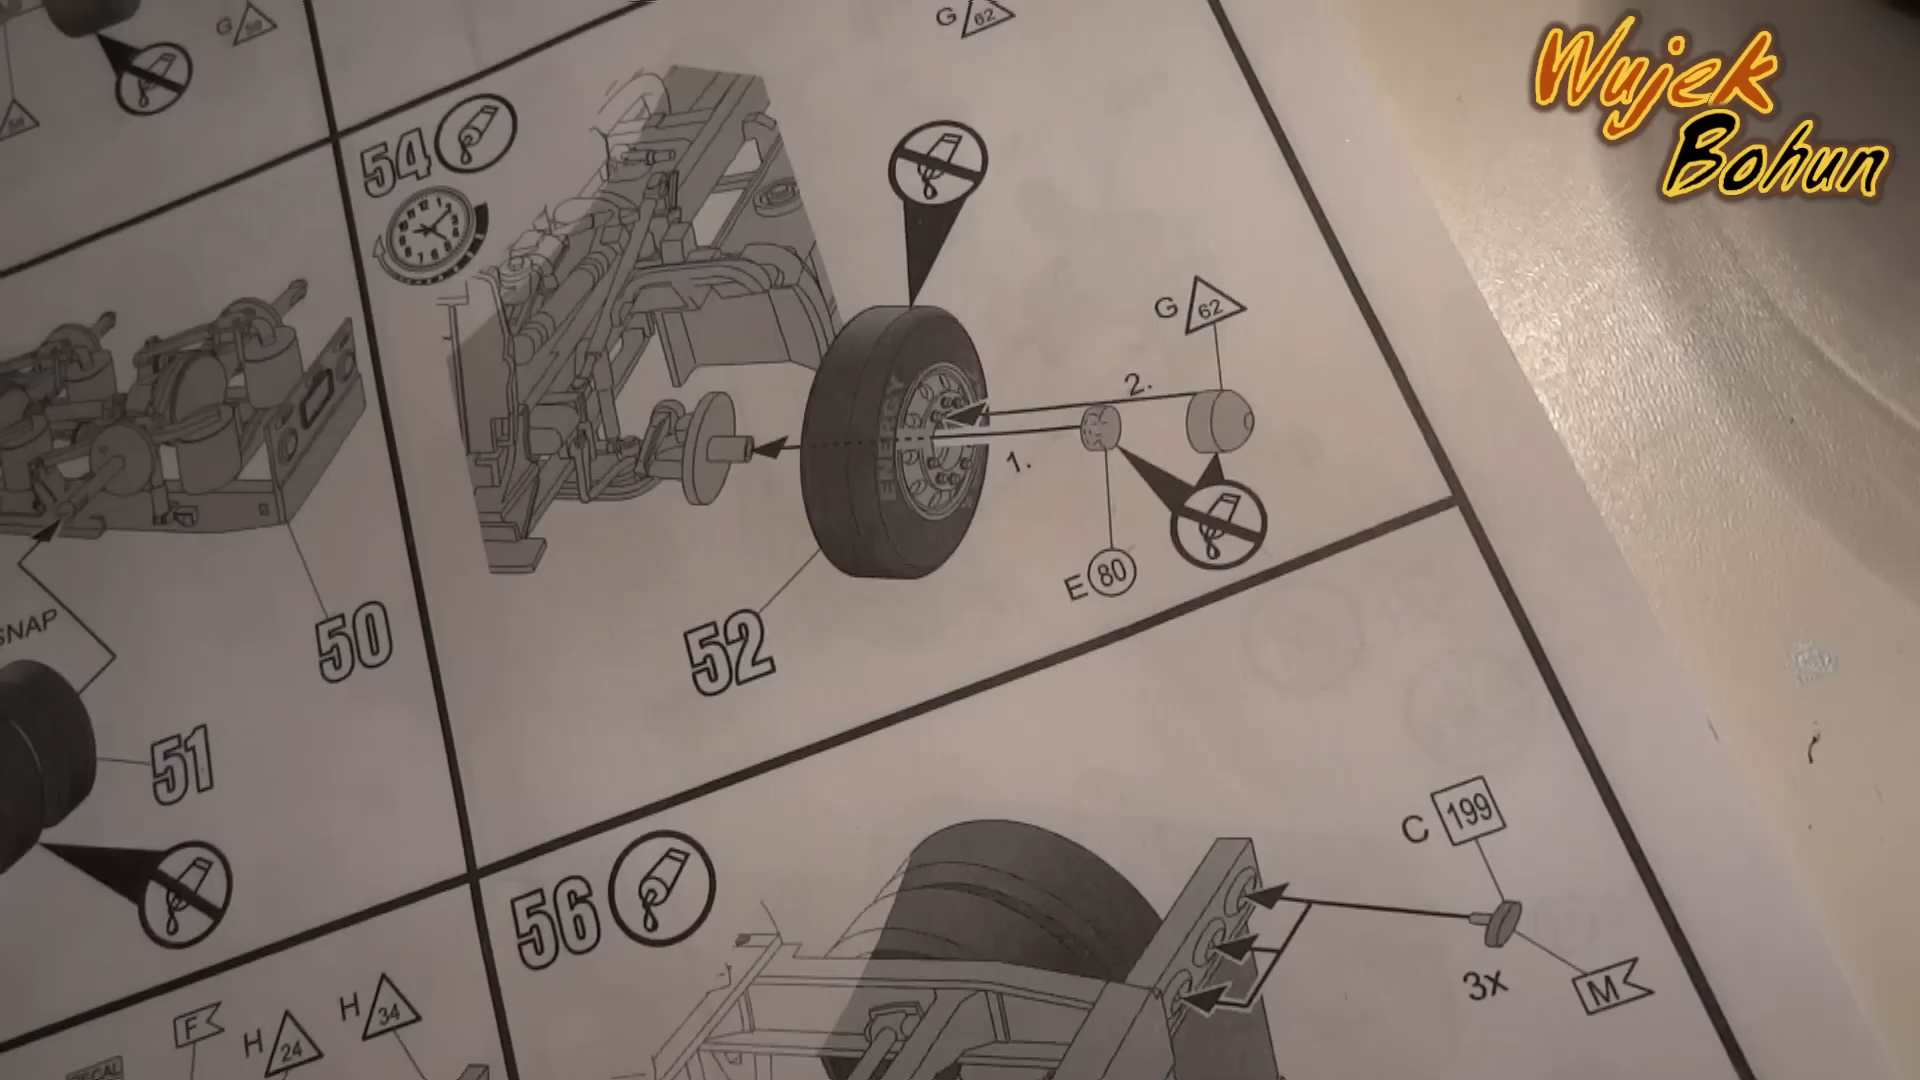 Wujek
Bohun
G 62
54
ENERGY
2.
1.
G 62
E 80
52
SNAP
50
51
56
C 199
3x
M
F
H 24
H 34